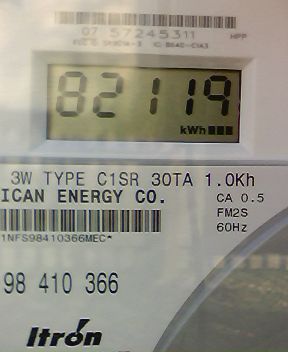 07 57245311 HPP
82119
kWh
3W TYPE C1SR 30TA 1.0Kh
ICAN ENERGY CO. CA 0.5
FM2S
1NFS98410366MEC* 60Hz
98 410 366
Itron